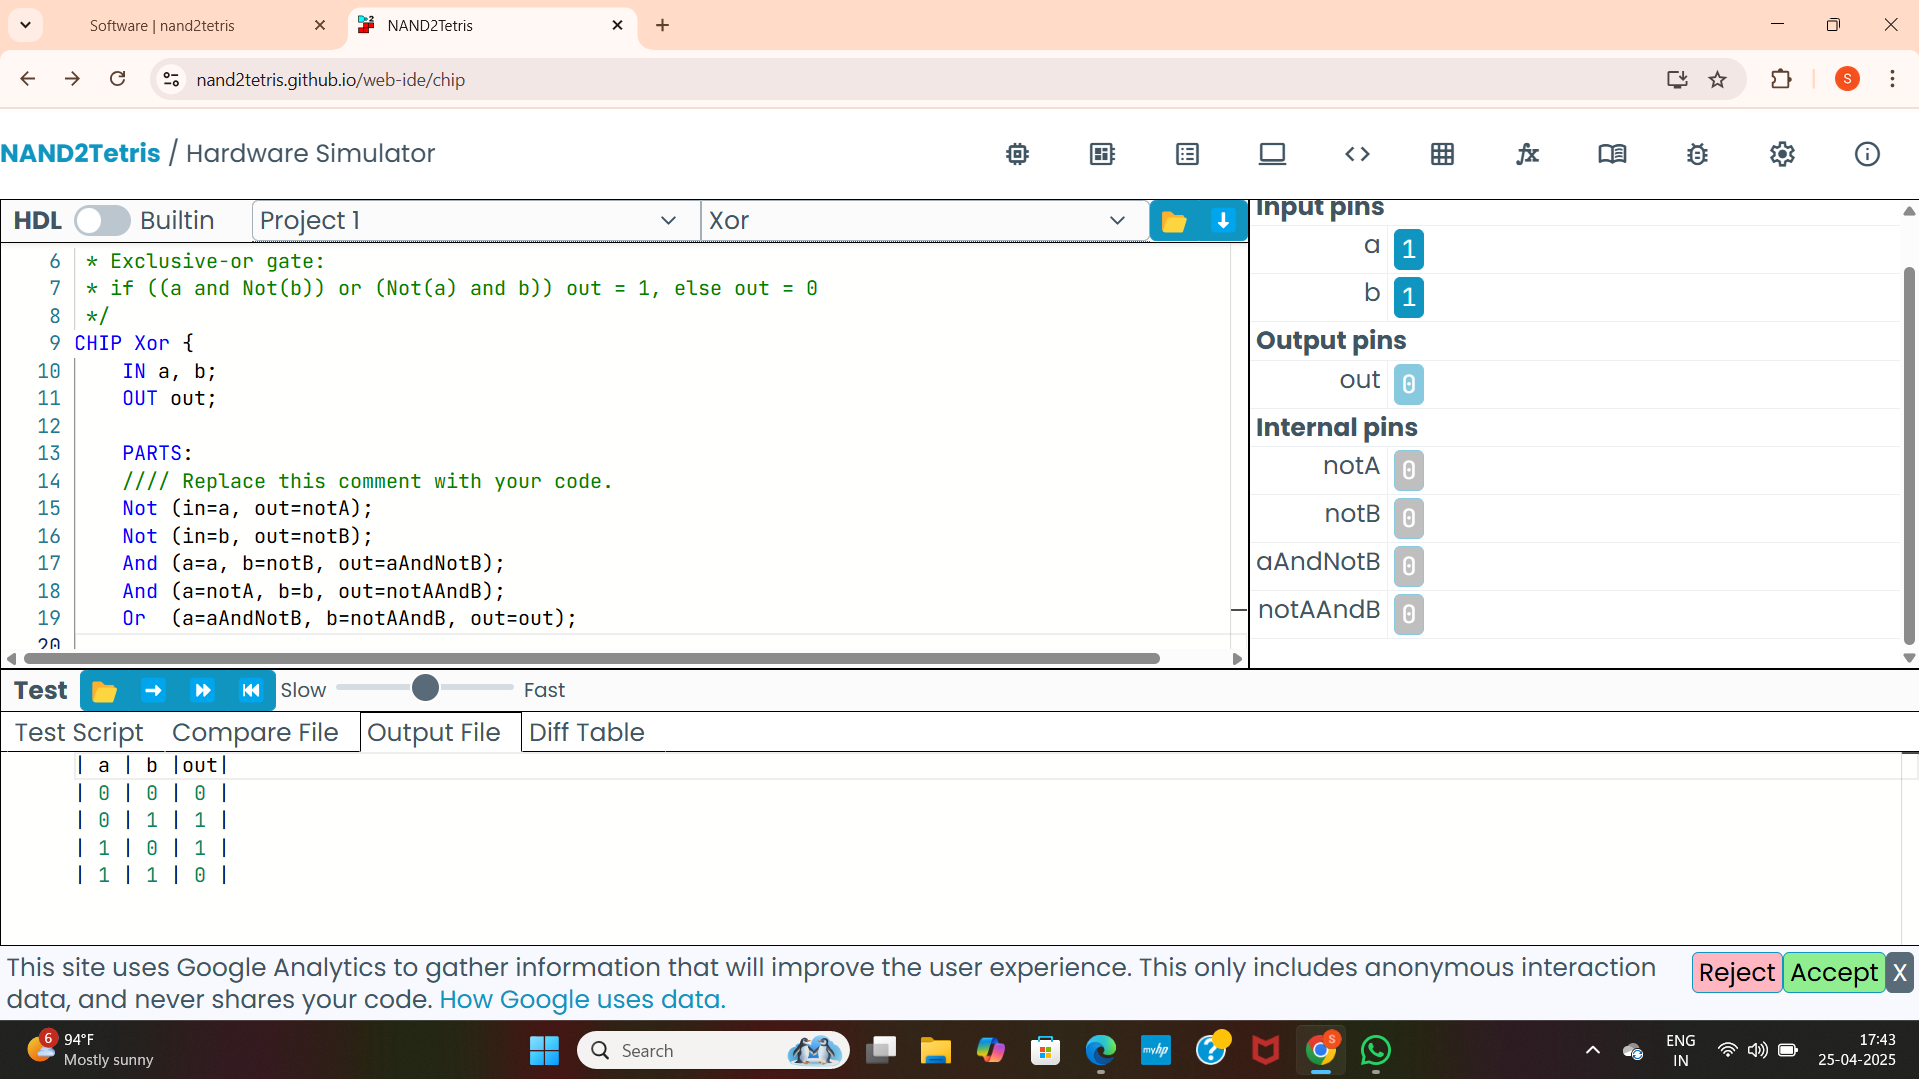 Software | nand2tetris
NAND2Tetris
nand2tetris.github.io/web-ide/chip
S
NAND2Tetris / Hardware Simulator
HDL Builtin Project 1 Xor
6 * Exclusive-or gate:
7 * if ((a and Not(b)) or (Not(a) and b)) out = 1, else out = 0
8 */
9 CHIP Xor {
10 IN a, b;
11 OUT out;
12
13 PARTS:
14 //// Replace this comment with your code.
15 Not (in=a, out=notA);
16 Not (in=b, out=notB);
17 And (a=a, b=notB, out=aAndNotB);
18 And (a=notA, b=b, out=notAAndB);
19 Or (a=aAndNotB, b=notAAndB, out=out);
20
Input pins
a 1
b 1
Output pins
out 0
Internal pins
notA 0
notB 0
aAndNotB 0
notAAndB 0
Test Slow Fast
Test Script Compare File Output File Diff Table
| a | b |out|
| 0 | 0 | 0 |
| 0 | 1 | 1 |
| 1 | 0 | 1 |
| 1 | 1 | 0 |
This site uses Google Analytics to gather information that will improve the user experience. This only includes anonymous interaction
data, and never shares your code. How Google uses data.
Reject Accept X
6
94°F
Mostly sunny
Search
myhp
S
ENG
IN
17:43
25-04-2025